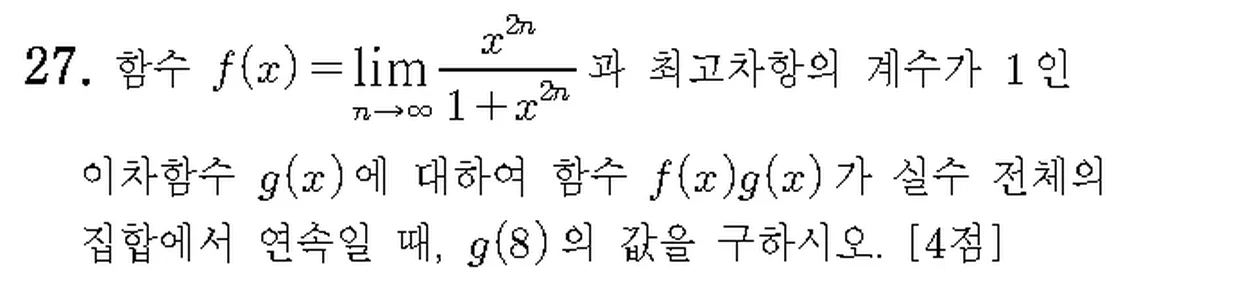 27. 함수 f(x)=lim_{n→∞} x^{2n}/(1+x^{2n}) 과 최고차항의 계수가 1인
이차함수 g(x)에 대하여 함수 f(x)g(x)가 실수 전체의
집합에서 연속일 때, g(8)의 값을 구하시오. [4점]